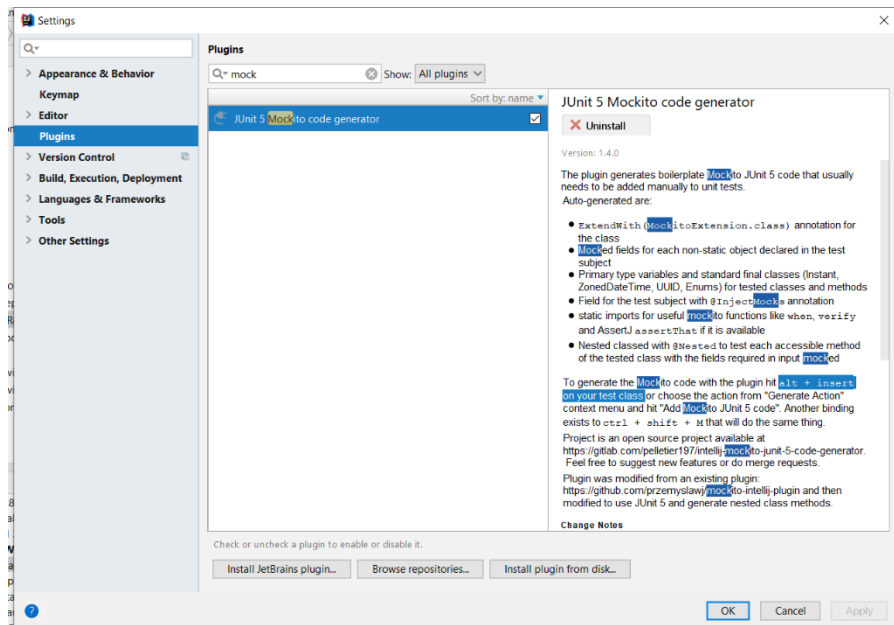 Settings
Appearance & Behavior
Keymap
Editor
Plugins
Version Control
Build, Execution, Deployment
Languages & Frameworks
Tools
Other Settings
Plugins
mock
Show: All plugins
Sort by: name
JUnit 5 Mockito code generator
JUnit 5 Mockito code generator
Uninstall
Version: 1.4.0
The plugin generates boilerplate Mockito JUnit 5 code that usually
needs to be added manually to unit tests.
Auto-generated are:
ExtendWith(MockitoExtension.class) annotation for
the class
Mocked fields for each non-static object declared in the test
subject
Primary type variables and standard final classes (Instant,
ZonedDateTime, UUID, Enums) for tested classes and methods
Field for the test subject with @InjectMocks annotation
static imports for useful mockito functions like when, verify
and AssertJ assertThat if it is available
Nested classed with @Nested to test each accessible method
of the tested class with the fields required in input mocked
To generate the Mockito code with the plugin hit alt + insert
on your test class or choose the action from "Generate Action"
context menu and hit "Add Mockito JUnit 5 code". Another binding
exists to ctrl + shift + M that will do the same thing.
Project is an open source project available at
https://gitlab.com/pelletier197/intellij-mockito-junit-5-code-generator.
Feel free to suggest new features or do merge requests.
Plugin was modified from an existing plugin:
https://github.com/przemyslawj/mockito-intellij-plugin and then
modified to use JUnit 5 and generate nested class methods.
Change Notes
Check or uncheck a plugin to enable or disable it.
Install JetBrains plugin...
Browse repositories...
Install plugin from disk...
?
OK
Cancel
Apply